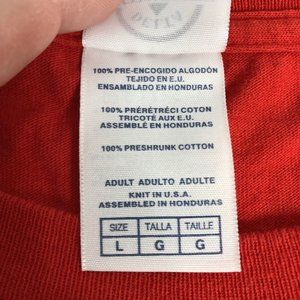 DELTA
100% PRE-ENCOGIDO ALGODÓN
TEJIDO EN E.U.
ENSAMBLADO EN HONDURAS
100% PRÉRÉTRÉCI COTON
TRICOTÉ AUX E.U.
ASSEMBLÉ EN HONDURAS
100% PRESHRUNK COTTON
ADULT ADULTO ADULTE
KNIT IN U.S.A.
ASSEMBLED IN HONDURAS
SIZE TALLA TAILLE
L G G